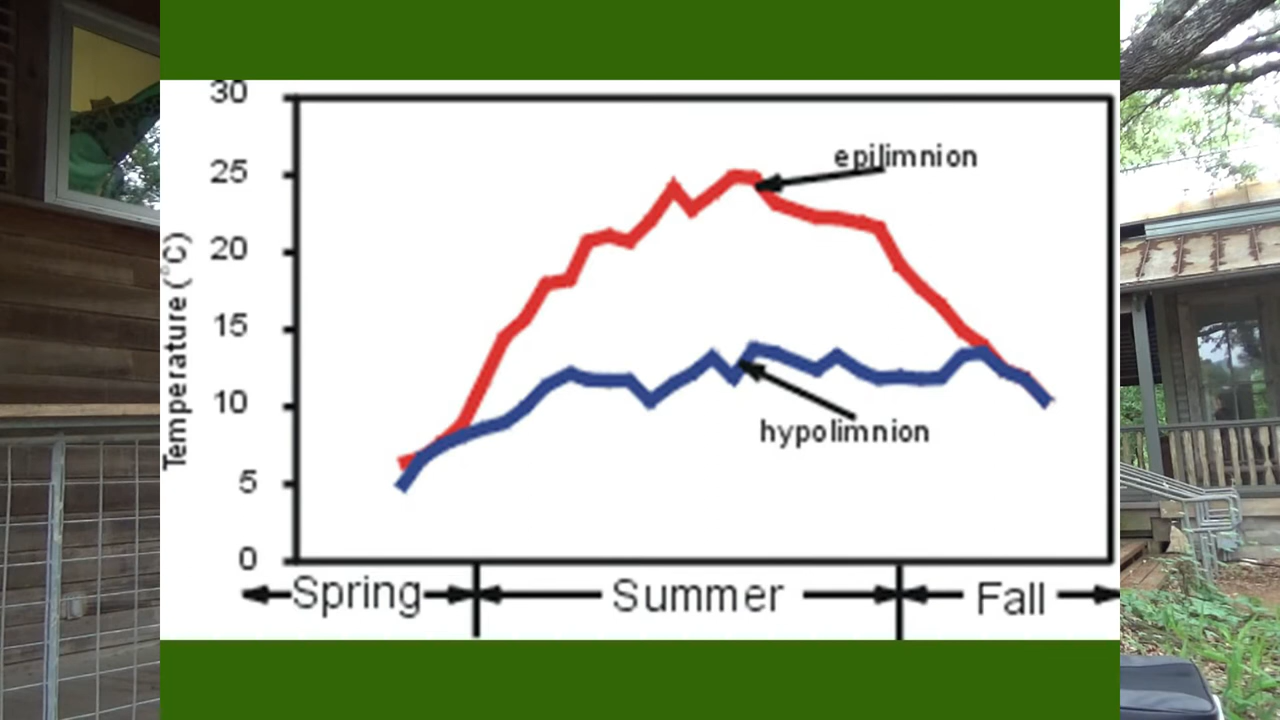 30
epilimnion
25
20
Temperature (°C)
15
10
hypolimnion
5
0
Spring
Summer
Fall